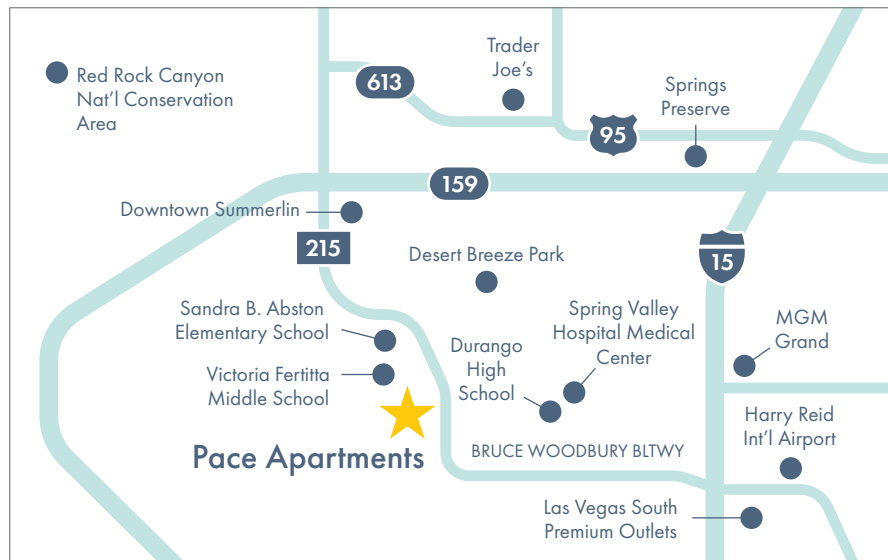 Trader
Joe's
Red Rock Canyon
Nat'l Conservation
Area
613
Springs
Preserve
95
159
Downtown Summerlin
215
Desert Breeze Park
15
Sandra B. Abston
Elementary School
Spring Valley
Hospital Medical
Center
MGM
Grand
Durango
High
School
Victoria Fertitta
Middle School
Harry Reid
Int'l Airport
Pace Apartments
BRUCE WOODBURY BLTWY
Las Vegas South
Premium Outlets